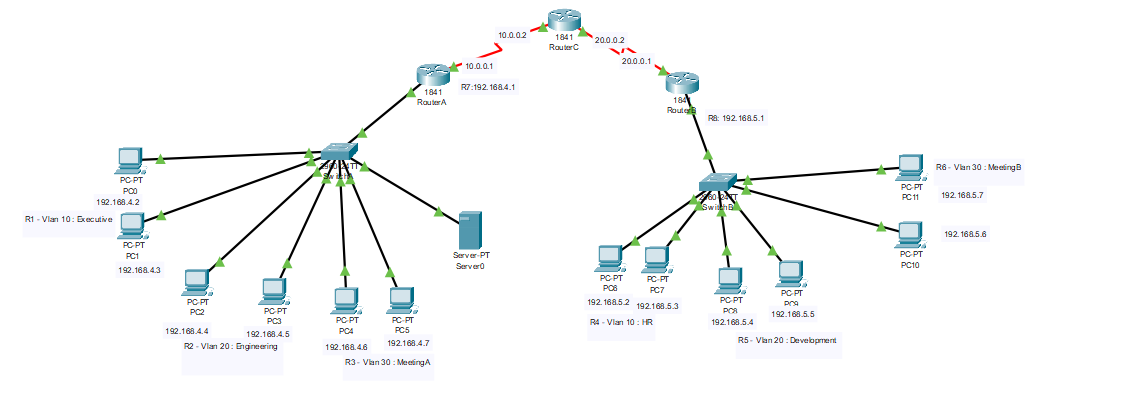 1841
RouterC
10.0.0.2
20.0.0.2
20.0.0.1
10.0.0.1
1841
RouterA
R7:192.168.4.1
1841
RouterB
R8: 192.168.5.1
2960-24TT
SwitchA
2960-24TT
SwitchB
PC-PT
PC0
192.168.4.2
R1 - Vlan 10 : Executive
PC-PT
PC1
192.168.4.3
PC-PT
PC2
192.168.4.4
PC-PT
PC3
192.168.4.5
R2 - Vlan 20 : Engineering
PC-PT
PC4
192.168.4.6
PC-PT
PC5
192.168.4.7
R3 - Vlan 30 : MeetingA
Server-PT
Server0
PC-PT
PC6
192.168.5.2
PC-PT
PC7
192.168.5.3
R4 - Vlan 10 : HR
PC-PT
PC8
192.168.5.4
PC-PT
PC9
192.168.5.5
R5 - Vlan 20 : Development
PC-PT
PC11
R6 - Vlan 30 : MeetingB
192.168.5.7
PC-PT
PC10
192.168.5.6